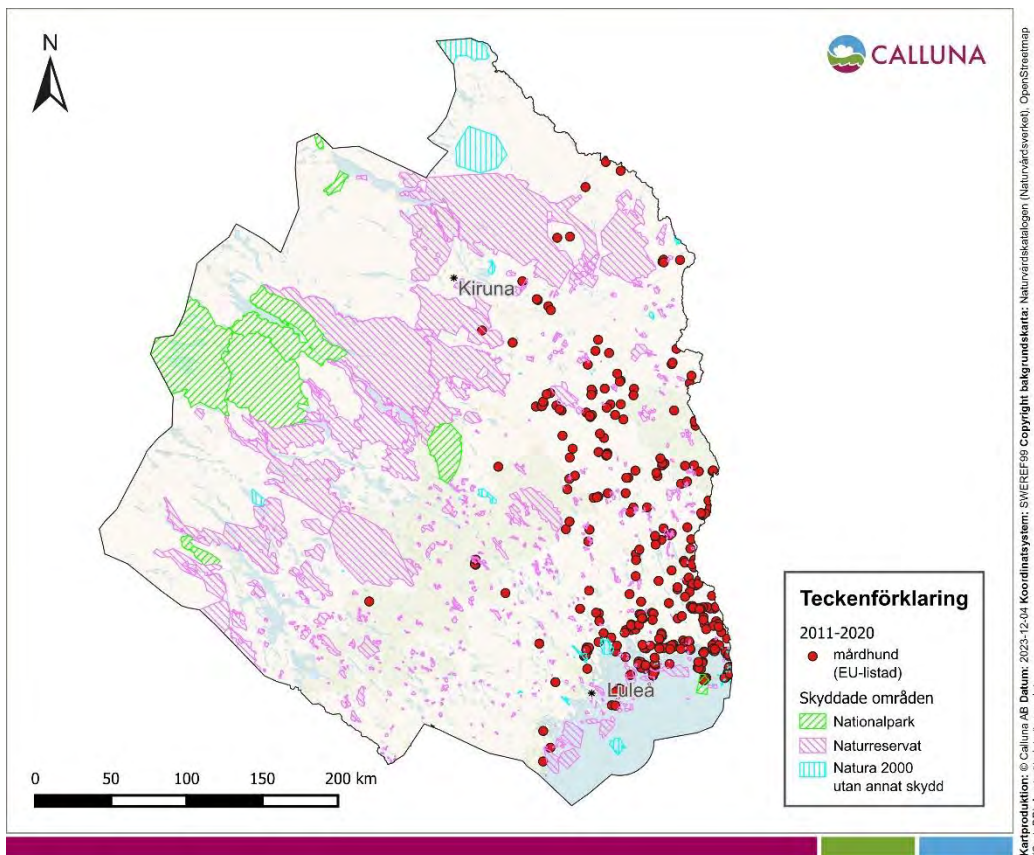 N
CALLUNA
Kiruna
Luleå
Teckenförklaring
2011-2020
mårdhund
(EU-listad)
Skyddade områden
Nationalpark
Naturreservat
Natura 2000
utan annat skydd
0 50 100 150 200 km
Kartproduktion: © Calluna AB Datum: 2023-12-04 Koordinatsystem: SWEREF99 Copyright bakgrundskarta: Naturvårdskatalogen (Naturvårdsverket), OpenStreetmap